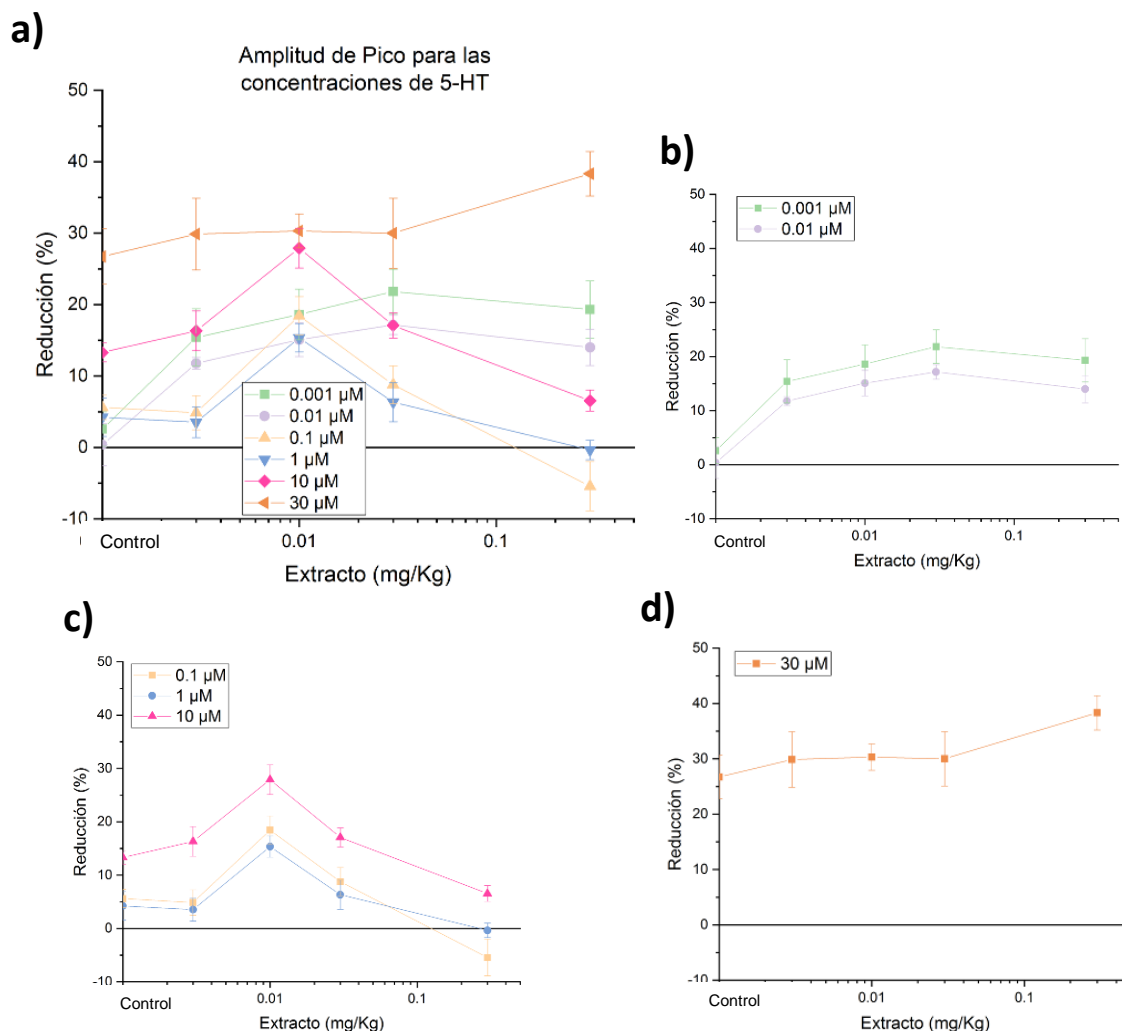 a)
Amplitud de Pico para las
concentraciones de 5-HT
50
40
30
20
10
0
-10
Reducción (%)
0.001 µM
0.01 µM
0.1 µM
1 µM
10 µM
30 µM
Control
0.01
0.1
Extracto (mg/Kg)
b)
50
40
30
20
10
0
-10
Reducción (%)
0.001 µM
0.01 µM
Control
0.01
0.1
Extracto (mg/Kg)
c)
50
40
30
20
10
0
-10
Reducción (%)
0.1 µM
1 µM
10 µM
Control
0.01
0.1
Extracto (mg/Kg)
d)
50
40
30
20
10
0
-10
Reducción (%)
30 µM
Control
0.01
0.1
Extracto (mg/Kg)